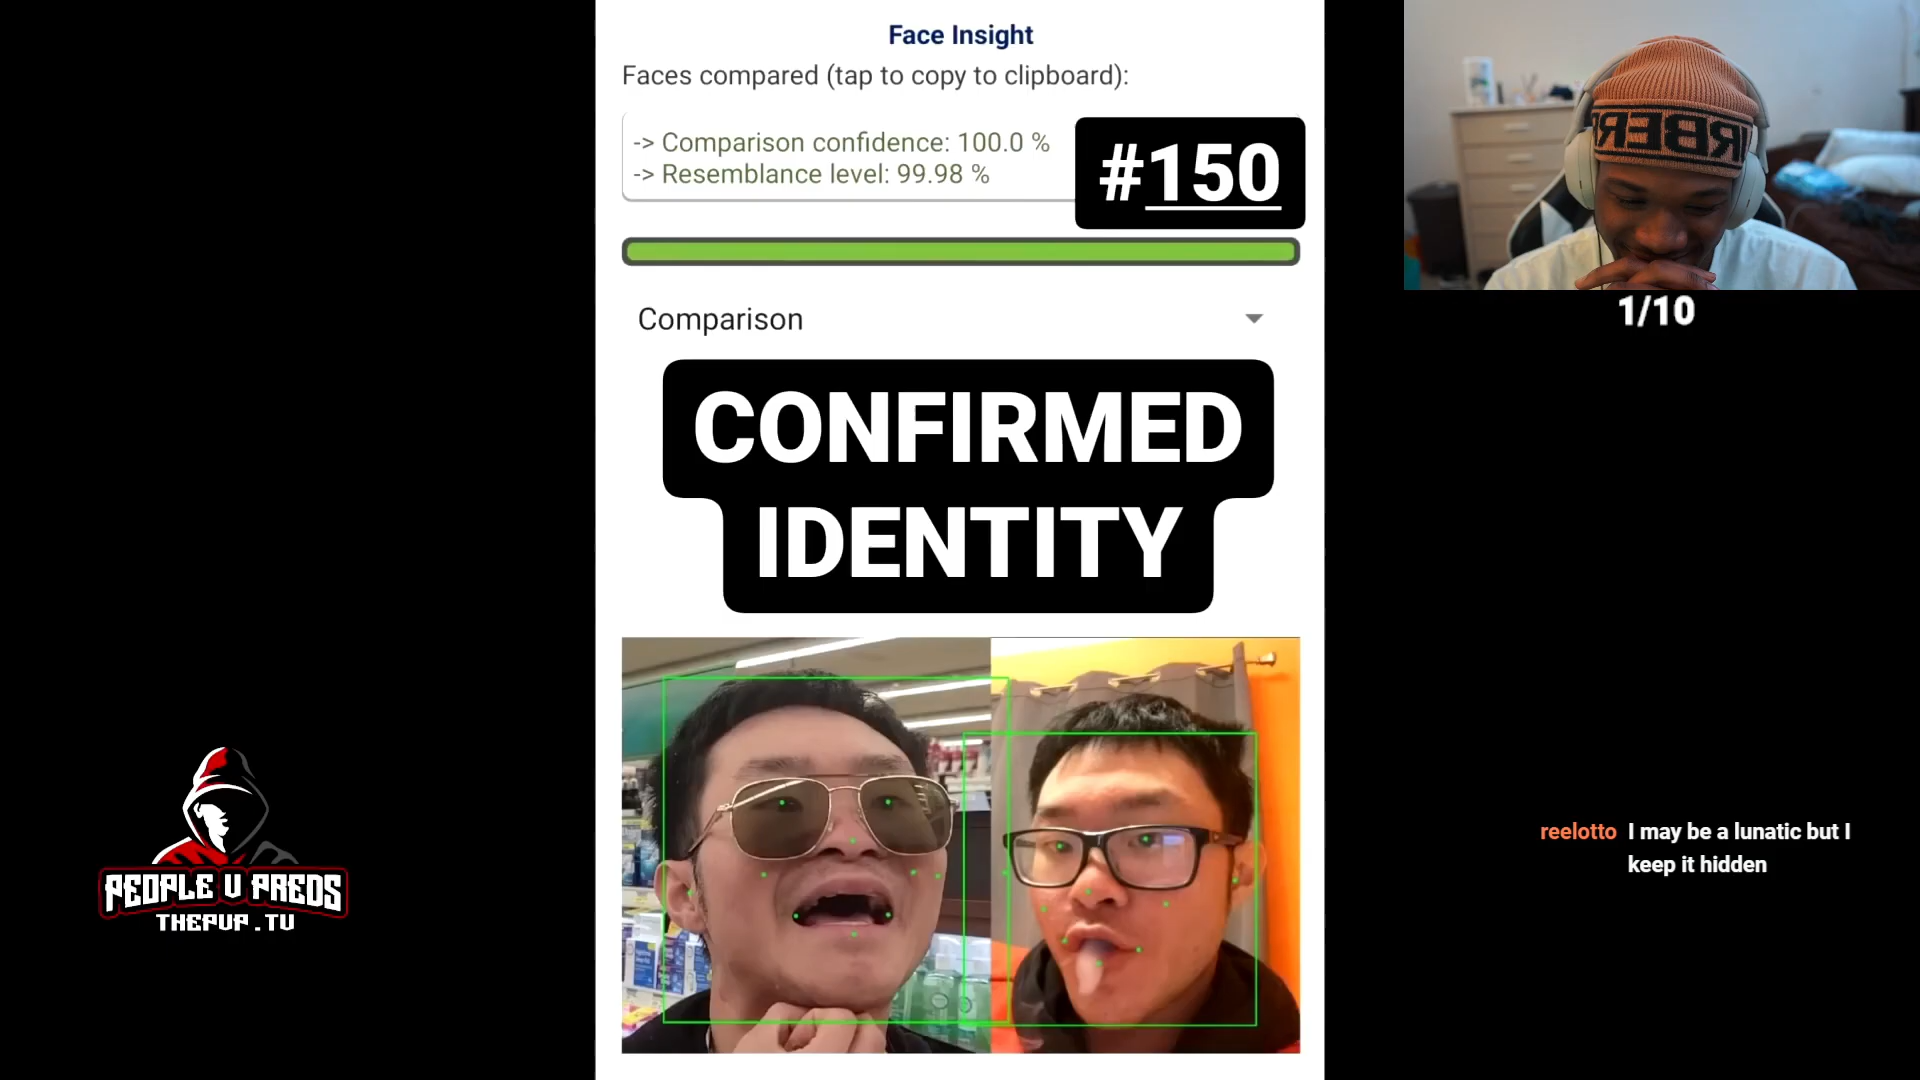 Face Insight
Faces compared (tap to copy to clipboard):
-> Comparison confidence: 100.0 %
-> Resemblance level: 99.98 %
#150
Comparison
CONFIRMED
IDENTITY
1/10
PEOPLE V PREDS
THEPVP.TV
reelotto I may be a lunatic but I
keep it hidden